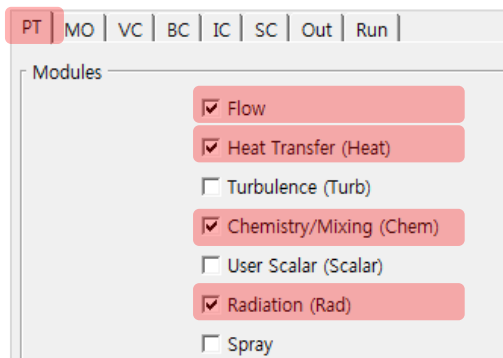 PT MO VC BC IC SC Out Run
Modules
Flow
Heat Transfer (Heat)
Turbulence (Turb)
Chemistry/Mixing (Chem)
User Scalar (Scalar)
Radiation (Rad)
Spray